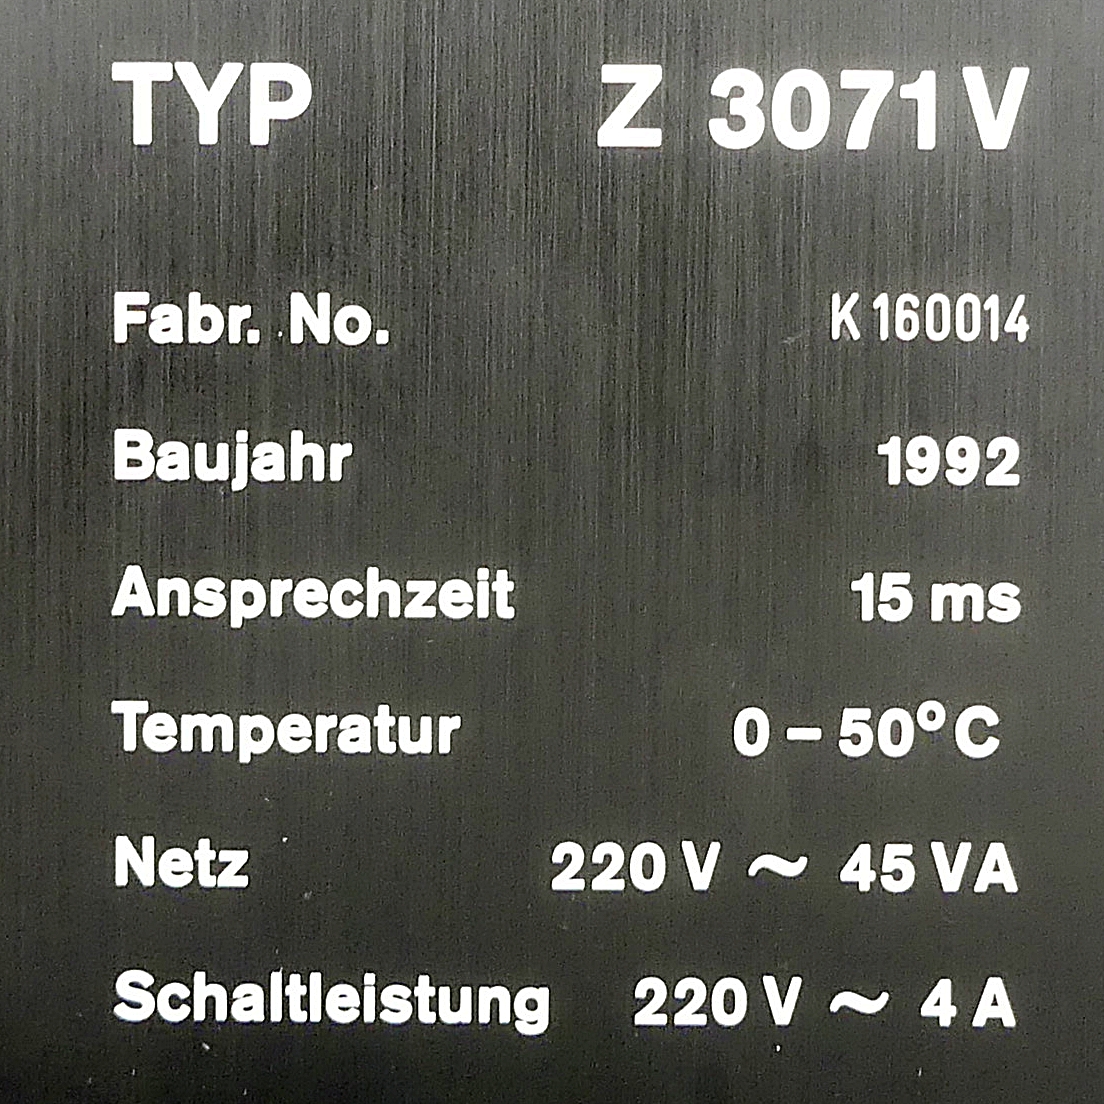 TYP Z 3071 V
Fabr. No. K 160014
Baujahr 1992
Ansprechzeit 15 ms
Temperatur 0 – 50°C
Netz 220 V ~ 45 VA
Schaltleistung 220 V ~ 4 A